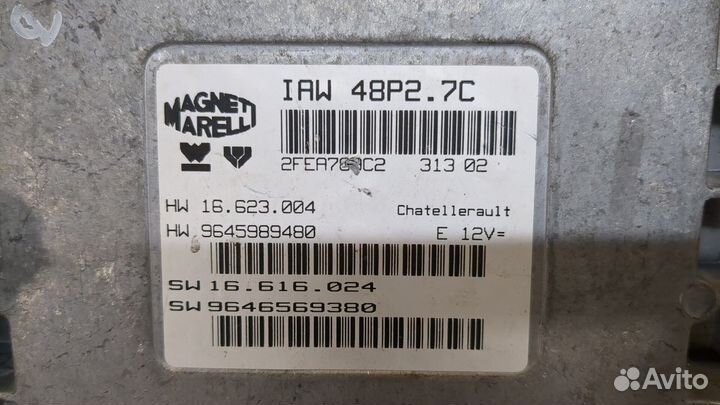 MAGNETI
MARELLI
IAW 48P2.7C
313 02
HW 16.623.004
Chatellerault
HW 9645989480
E 12V=
SW 16.616.024
SW 9646569380
Avito